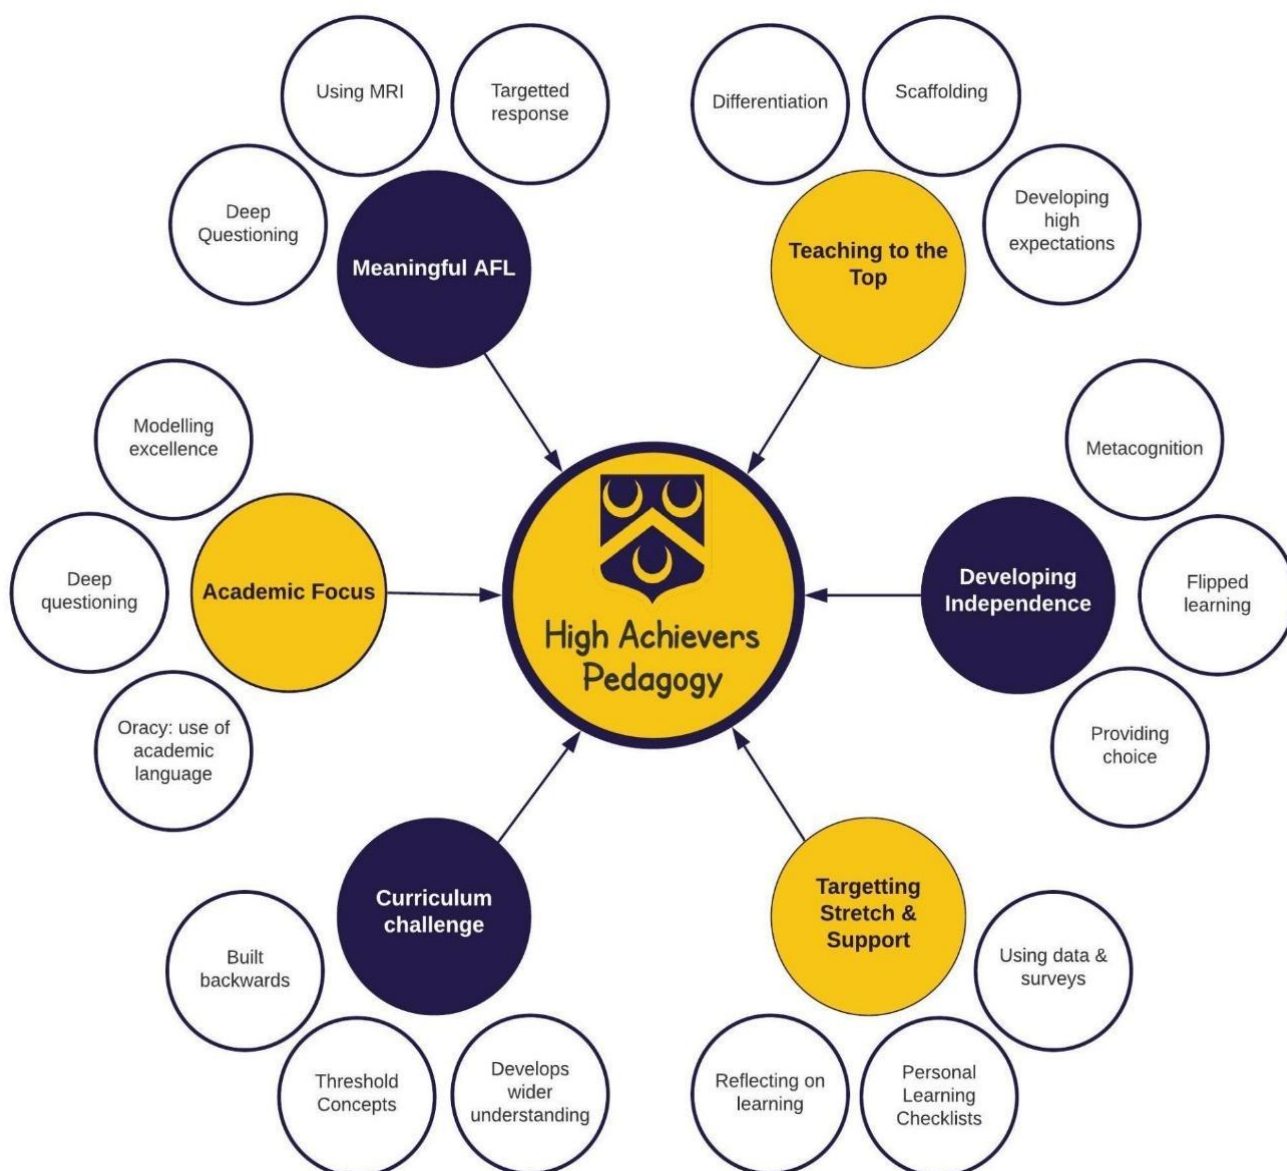 Using MRI
Targetted
response
Deep
Questioning
Meaningful AFL
Differentiation
Scaffolding
Developing
high
expectations
Teaching to the
Top
Modelling
excellence
Deep
questioning
Academic Focus
Oracy: use of
academic
language
High Achievers
Pedagogy
Metacognition
Developing
Independence
Flipped
learning
Providing
choice
Curriculum
challenge
Built
backwards
Threshold
Concepts
Develops
wider
understanding
Targetting
Stretch &
Support
Using data &
surveys
Reflecting on
learning
Personal
Learning
Checklists